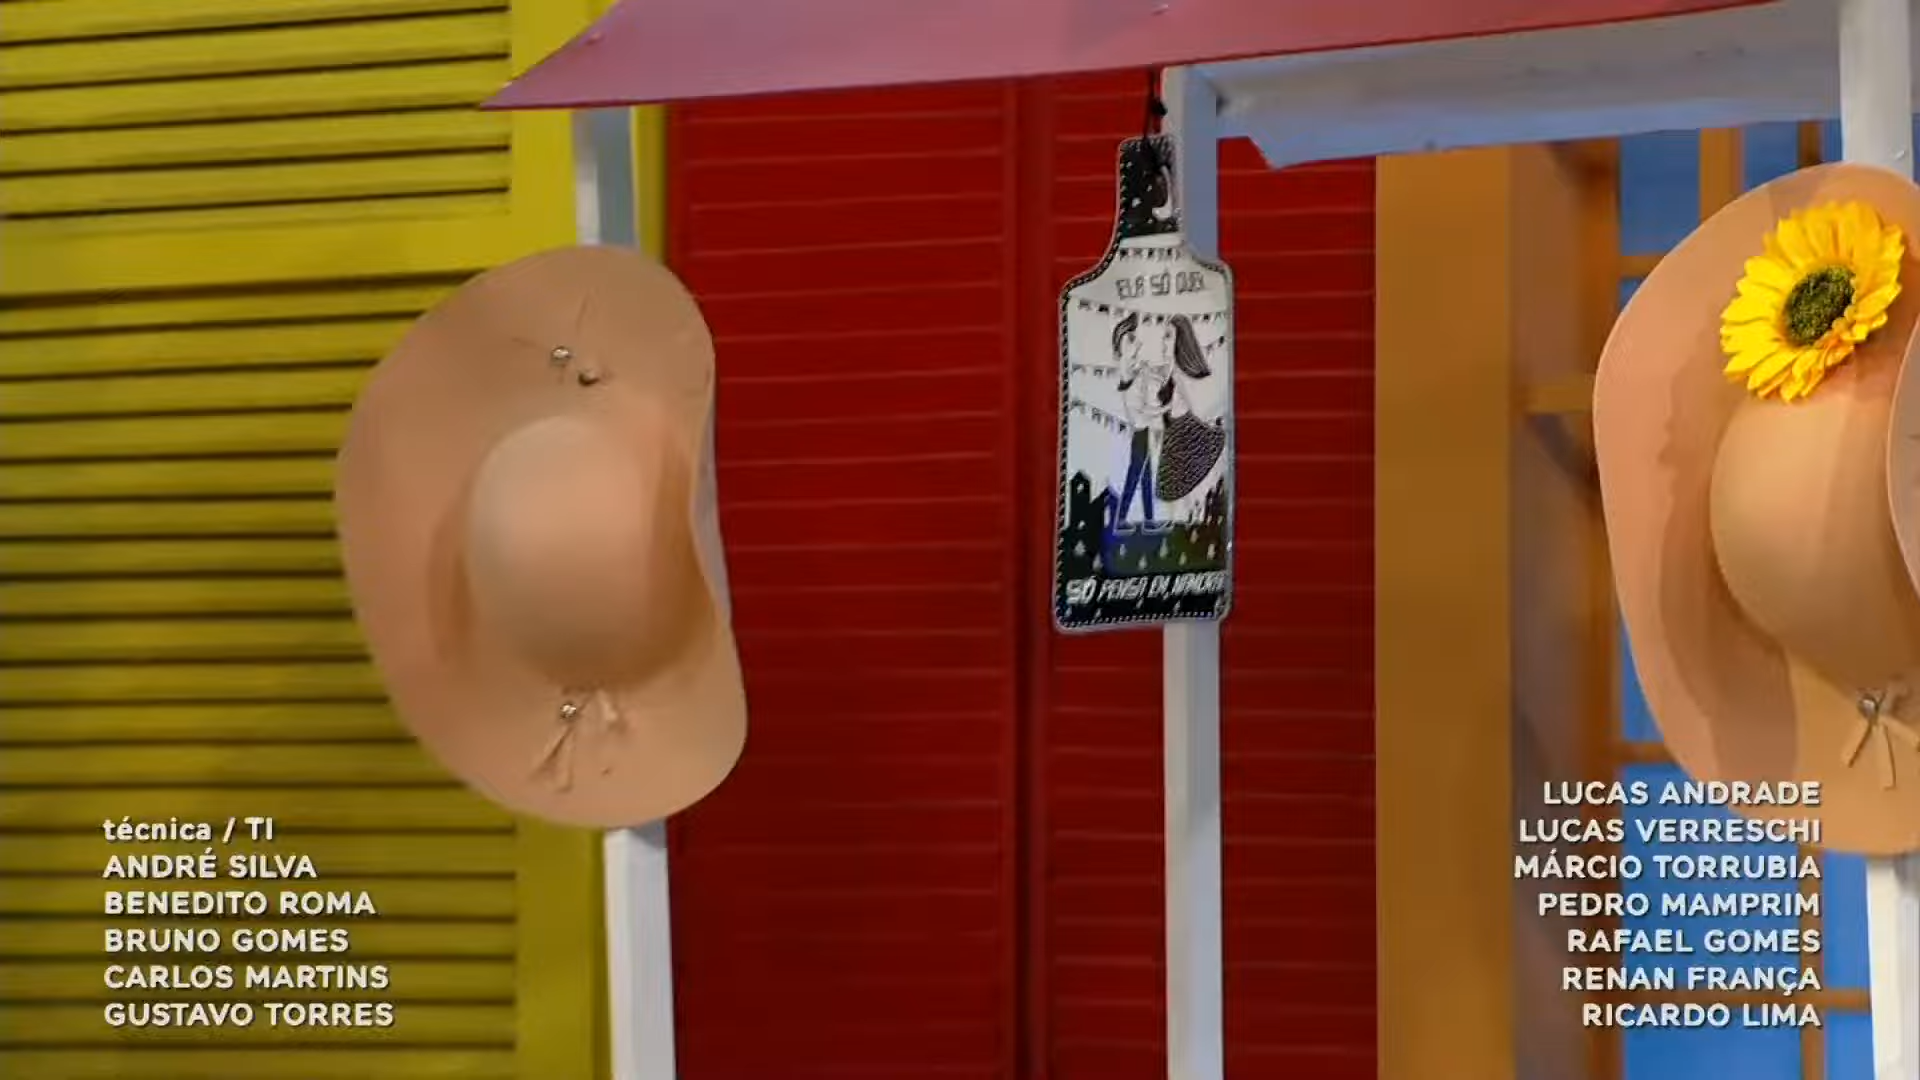 ELA SÓ QUER
SÓ PENSA EM NAMORAR
técnica / TI
ANDRÉ SILVA
BENEDITO ROMA
BRUNO GOMES
CARLOS MARTINS
GUSTAVO TORRES
LUCAS ANDRADE
LUCAS VERRESCHI
MÁRCIO TORRUBIA
PEDRO MAMPRIM
RAFAEL GOMES
RENAN FRANÇA
RICARDO LIMA